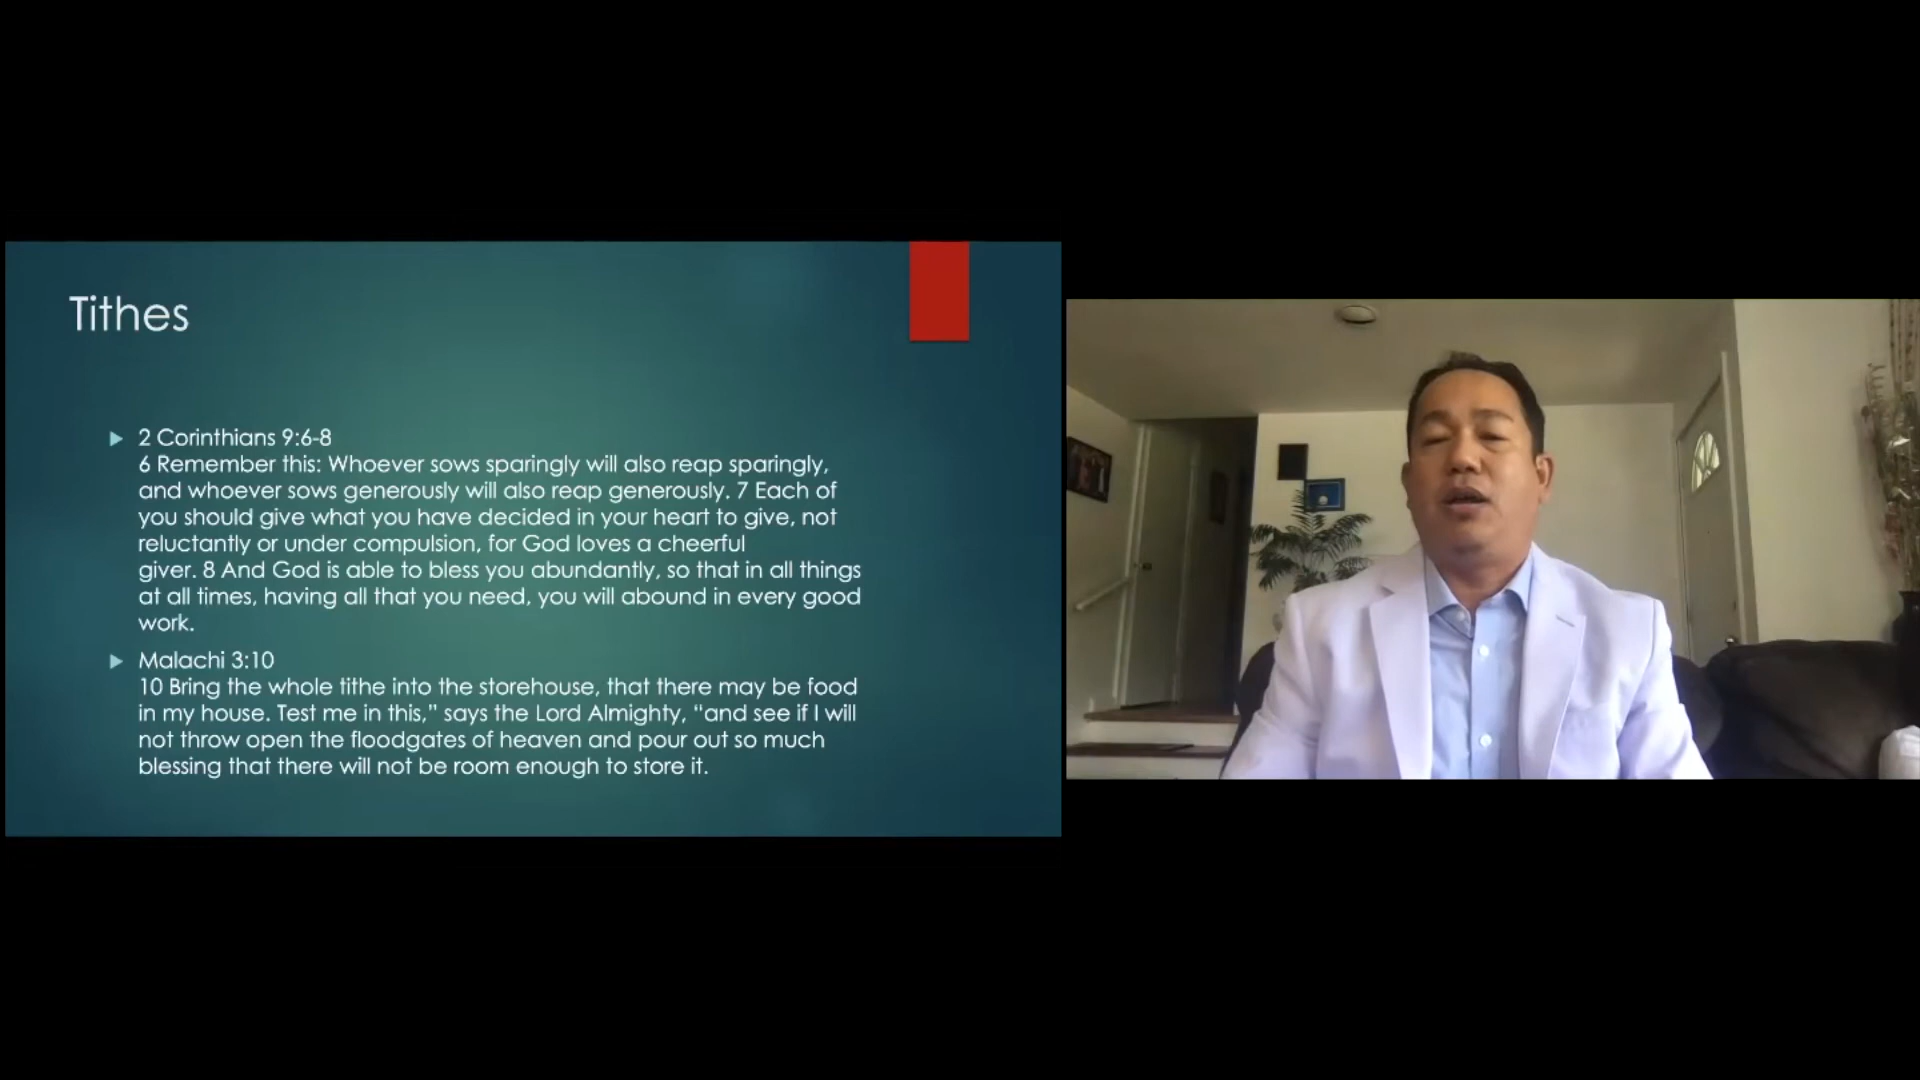 Tithes
2 Corinthians 9:6-8
6 Remember this: Whoever sows sparingly will also reap sparingly,
and whoever sows generously will also reap generously. 7 Each of
you should give what you have decided in your heart to give, not
reluctantly or under compulsion, for God loves a cheerful
giver. 8 And God is able to bless you abundantly, so that in all things
at all times, having all that you need, you will abound in every good
work.
Malachi 3:10
10 Bring the whole tithe into the storehouse, that there may be food
in my house. Test me in this,” says the Lord Almighty, “and see if I will
not throw open the floodgates of heaven and pour out so much
blessing that there will not be room enough to store it.